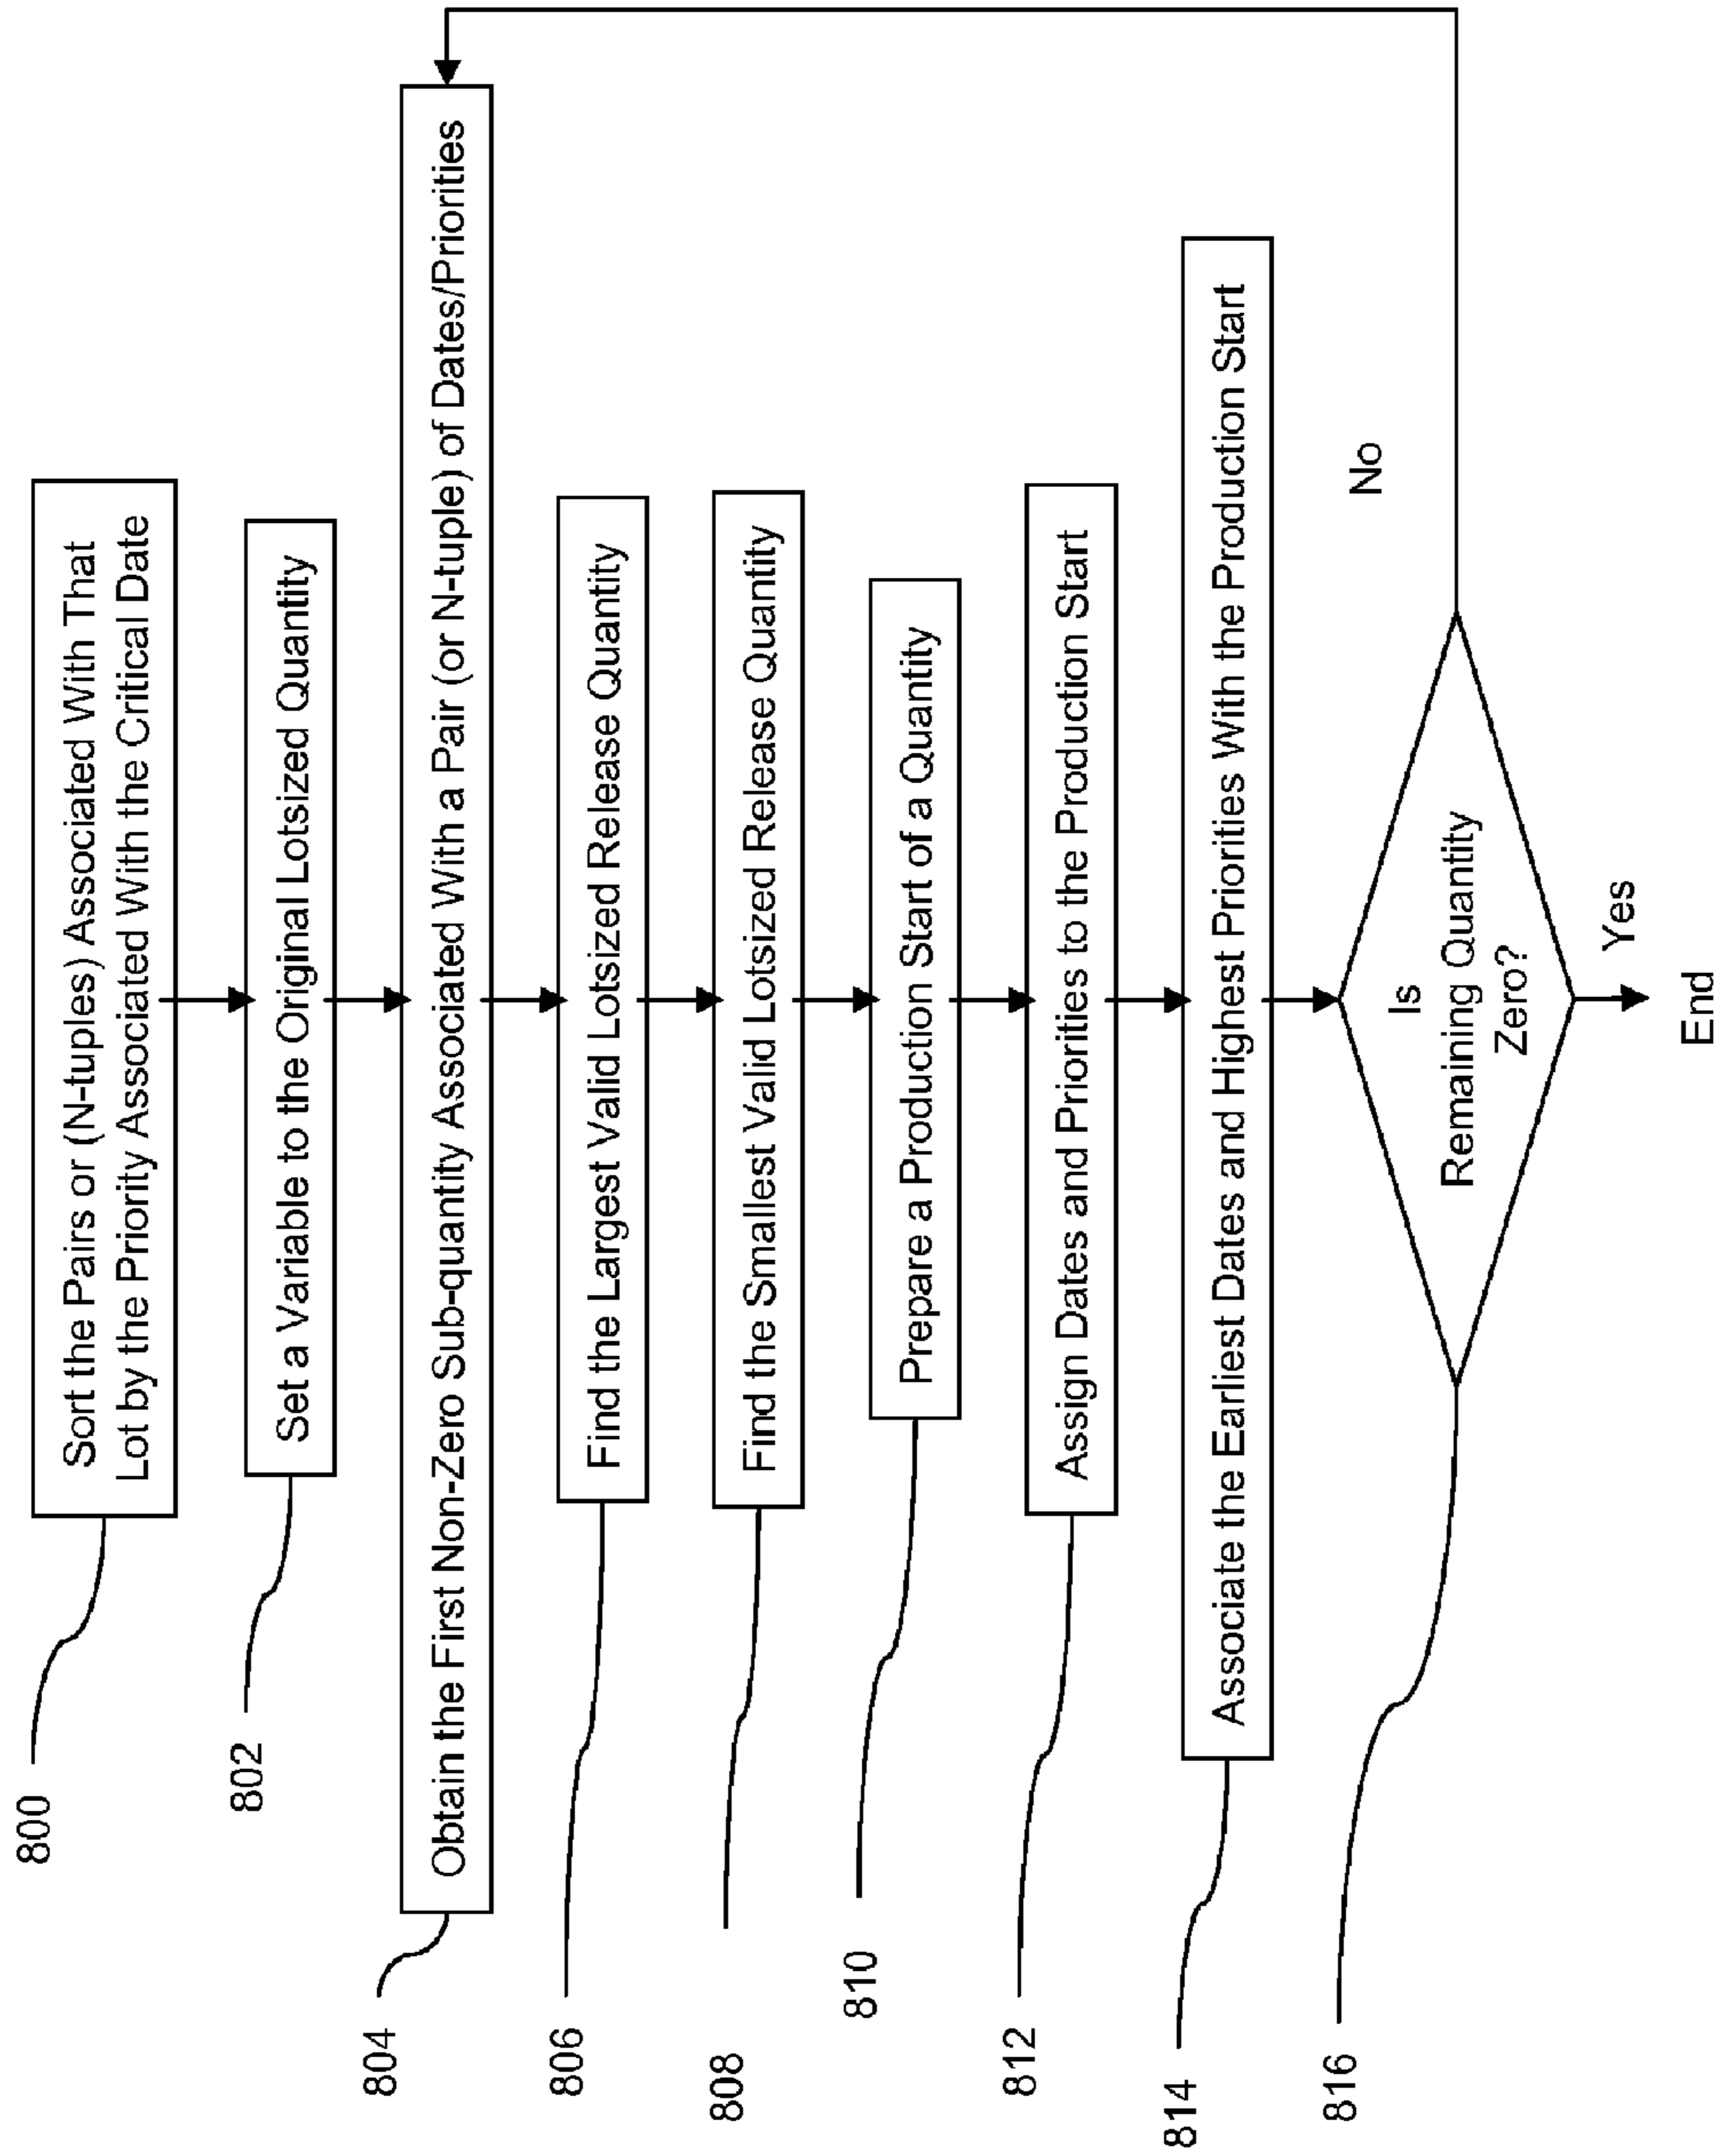 800
Sort the Pairs or (N-tuples) Associated With That
Lot by the Priority Associated With the Critical Date
802
Set a Variable to the Original Lotsized Quantity
804
Obtain the First Non-Zero Sub-quantity Associated With a Pair (or N-tuple) of Dates/Priorities
806
Find the Largest Valid Lotsized Release Quantity
808
Find the Smallest Valid Lotsized Release Quantity
810
Prepare a Production Start of a Quantity
812
Assign Dates and Priorities to the Production Start
814
Associate the Earliest Dates and Highest Priorities With the Production Start
816
Is
Remaining Quantity
Zero?
No
Yes
End